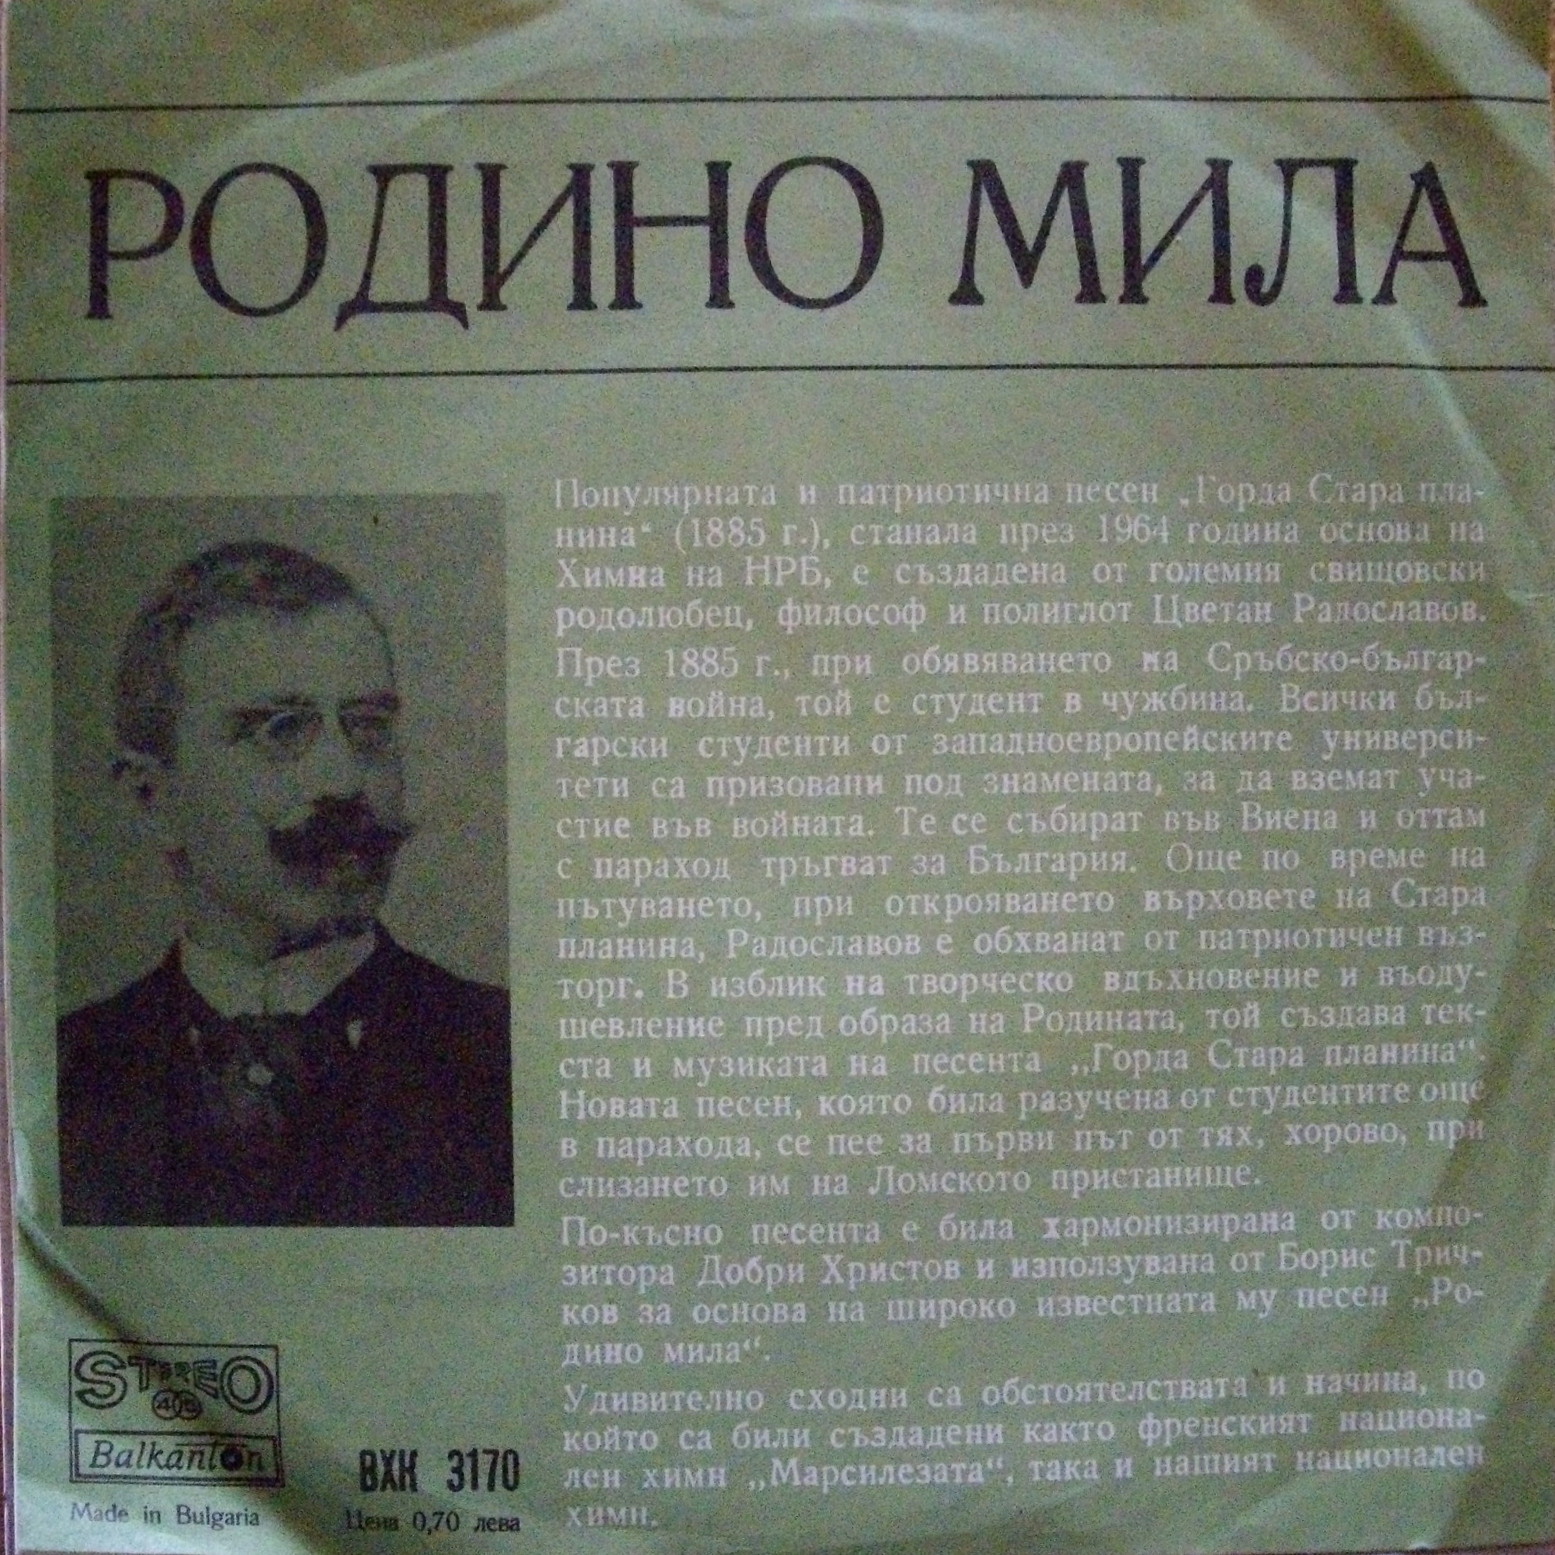 РОДИНО МИЛА
Популярната и патриотична песен „Горда Стара пла-
нина“ (1885 г.), станала през 1964 година основа на
Химна на НРБ, е създадена от големия свищовски
родолюбец, философ и полиглот Цветан Радославов.
През 1885 г., при обявяването на Сръбско-българ-
ската война, той е студент в чужбина. Всички бъл-
гарски студенти от западноевропейските универси-
тети са призовани под знамената, за да вземат уча-
стие във войната. Те се събират във Виена и оттам
с параход тръгват за България. Още по време на
пътуването, при открояването върховете на Стара
планина, Радославов е обхванат от патриотичен въз-
торг. В изблик на творческо вдъхновение и въоду-
шевление пред образа на Родината, той създава тек-
ста и музиката на песента „Горда Стара планина“.
Новата песен, която била разучена от студентите още
в парахода, се пее за първи път от тях, хорово, при
слизането им на Ломското пристанище.
По-късно песента е била хармонизирана от компо-
зитора Добри Христов и използувана от Борис Трич-
ков за основа на широко известната му песен „Ро-
дино мила“.
Удивително сходни са обстоятелствата и начина, по
който са били създадени както френският национа-
лен химн „Марсилезата“, така и нашият национален
химн.
STEREO
Balkanton
Made in Bulgaria
ВХК 3170
Цена 0,70 лева